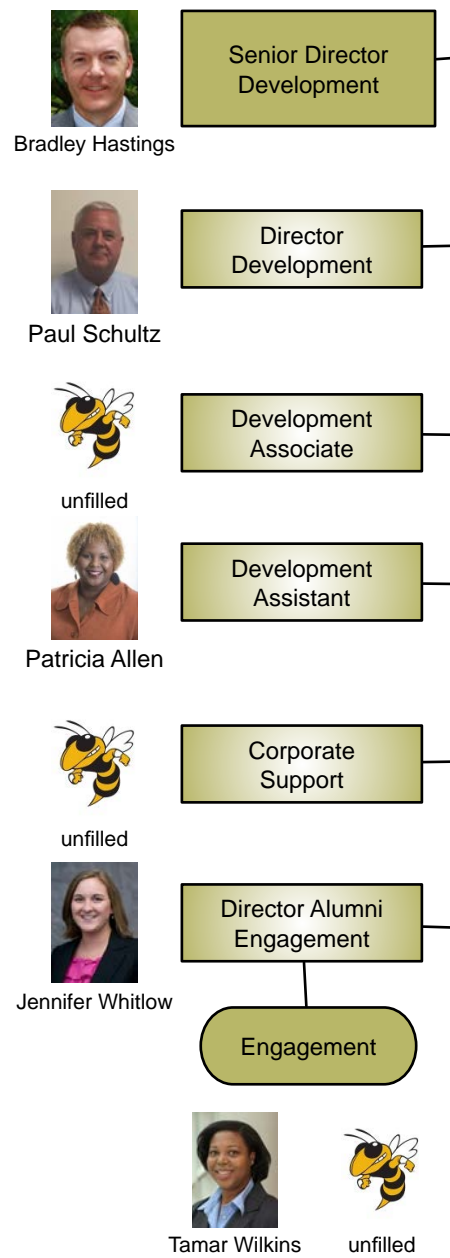 Senior Director
Development
Bradley Hastings
Director
Development
Paul Schultz
Development
Associate
unfilled
Development
Assistant
Patricia Allen
Corporate
Support
unfilled
Director Alumni
Engagement
Jennifer Whitlow
Engagement
Tamar Wilkins
unfilled